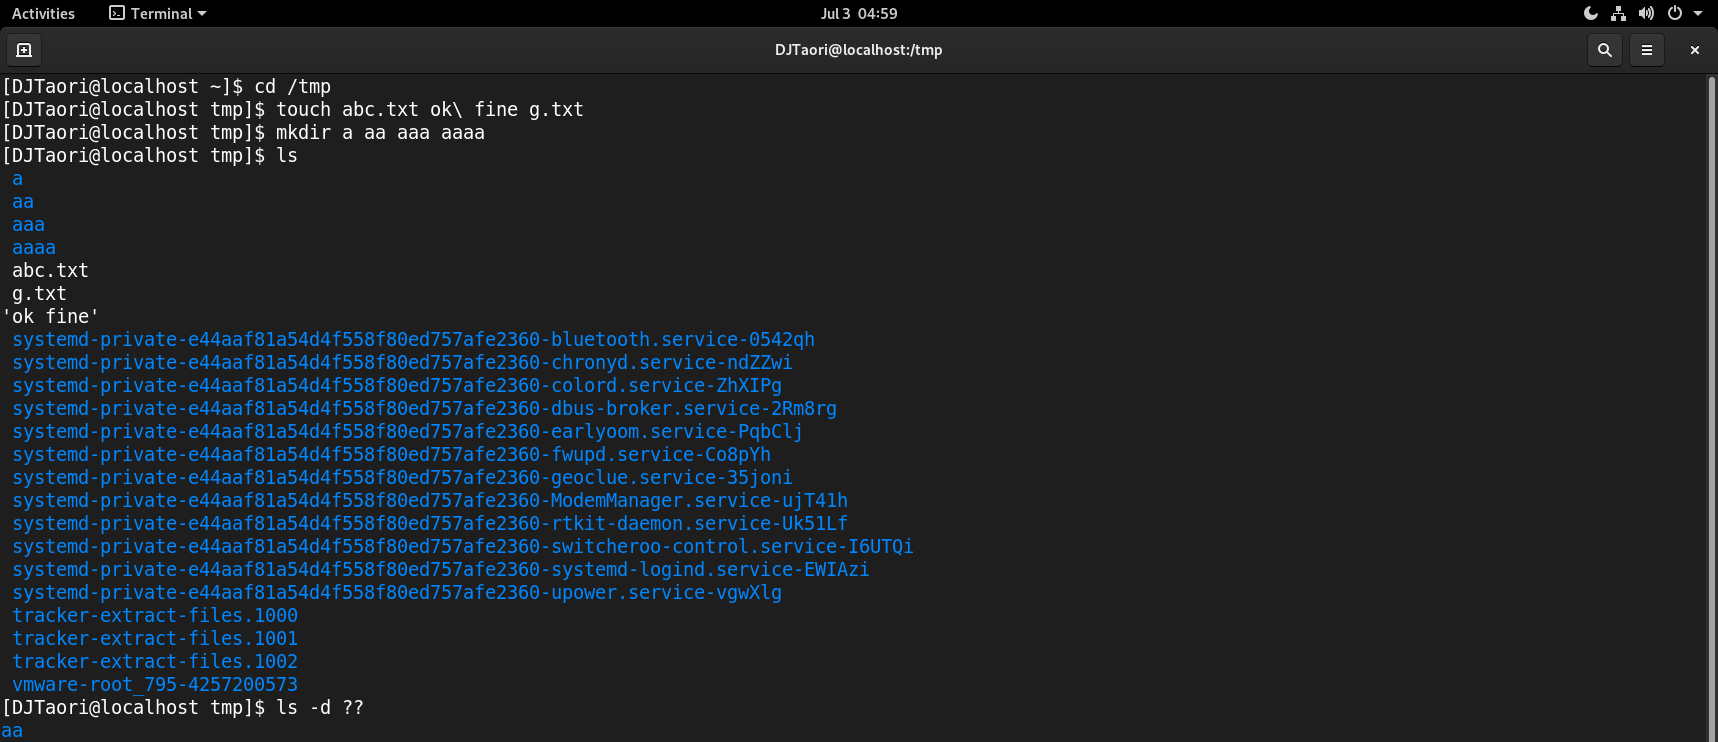 Activities Terminal Jul 3 04:59
DJTaori@localhost:/tmp
[DJTaori@localhost ~]$ cd /tmp
[DJTaori@localhost tmp]$ touch abc.txt ok\ fine g.txt
[DJTaori@localhost tmp]$ mkdir a aa aaa aaaa
[DJTaori@localhost tmp]$ ls
a
aa
aaa
aaaa
abc.txt
g.txt
'ok fine'
systemd-private-e44aaf81a54d4f558f80ed757afe2360-bluetooth.service-0542qh
systemd-private-e44aaf81a54d4f558f80ed757afe2360-chronyd.service-ndZZwi
systemd-private-e44aaf81a54d4f558f80ed757afe2360-colord.service-ZhXIPg
systemd-private-e44aaf81a54d4f558f80ed757afe2360-dbus-broker.service-2Rm8rg
systemd-private-e44aaf81a54d4f558f80ed757afe2360-earlyoom.service-PqbClj
systemd-private-e44aaf81a54d4f558f80ed757afe2360-fwupd.service-Co8pYh
systemd-private-e44aaf81a54d4f558f80ed757afe2360-geoclue.service-35joni
systemd-private-e44aaf81a54d4f558f80ed757afe2360-ModemManager.service-ujT41h
systemd-private-e44aaf81a54d4f558f80ed757afe2360-rtkit-daemon.service-Uk51Lf
systemd-private-e44aaf81a54d4f558f80ed757afe2360-switcheroo-control.service-I6UTQi
systemd-private-e44aaf81a54d4f558f80ed757afe2360-systemd-logind.service-EWIAzi
systemd-private-e44aaf81a54d4f558f80ed757afe2360-upower.service-vgwXlg
tracker-extract-files.1000
tracker-extract-files.1001
tracker-extract-files.1002
vmware-root_795-4257200573
[DJTaori@localhost tmp]$ ls -d ??
aa